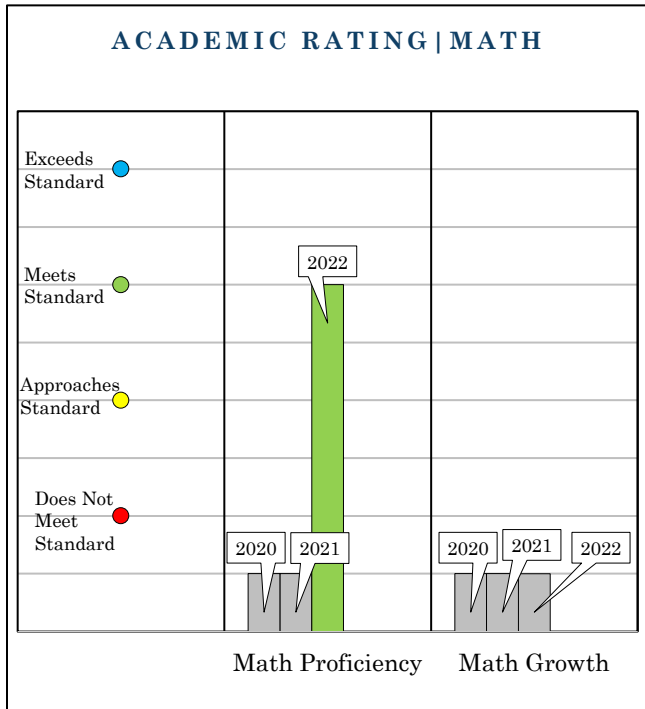 ACADEMIC RATING | MATH
Exceeds
Standard
Meets
Standard
Approaches
Standard
Does Not
Meet
Standard
2022
2020
2021
2020
2021
2022
Math Proficiency
Math Growth